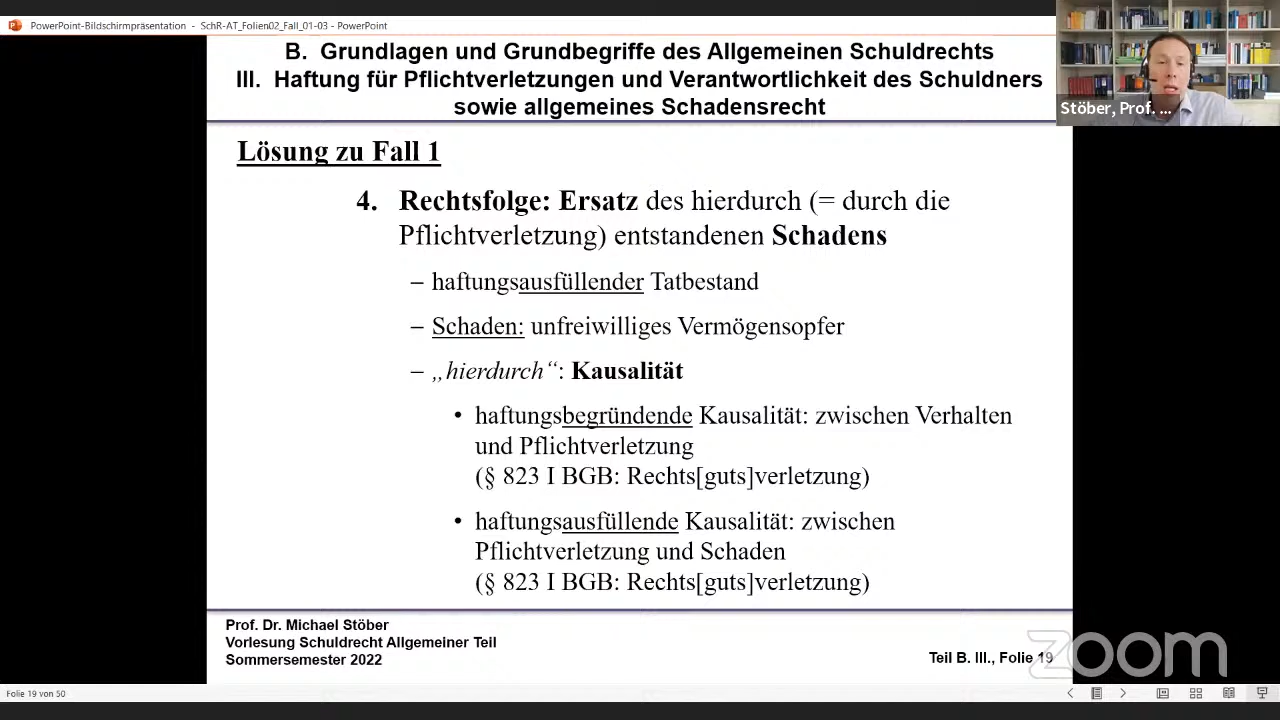 PowerPoint-Bildschirmpräsentation - SchR-AT_Folien02_Fall_01-03 - PowerPoint
B. Grundlagen und Grundbegriffe des Allgemeinen Schuldrechts
III. Haftung für Pflichtverletzungen und Verantwortlichkeit des Schuldners
sowie allgemeines Schadensrecht
Stöber, Prof. ...
Lösung zu Fall 1
4. Rechtsfolge: Ersatz des hierdurch (= durch die
Pflichtverletzung) entstandenen Schadens
– haftungsausfüllender Tatbestand
– Schaden: unfreiwilliges Vermögensopfer
– „hierdurch“: Kausalität
• haftungsbegründende Kausalität: zwischen Verhalten
und Pflichtverletzung
(§ 823 I BGB: Rechts[guts]verletzung)
• haftungsausfüllende Kausalität: zwischen
Pflichtverletzung und Schaden
(§ 823 I BGB: Rechts[guts]verletzung)
Prof. Dr. Michael Stöber
Vorlesung Schuldrecht Allgemeiner Teil
Sommersemester 2022
Teil B. III., Folie 19
zoom
Folie 19 von 50